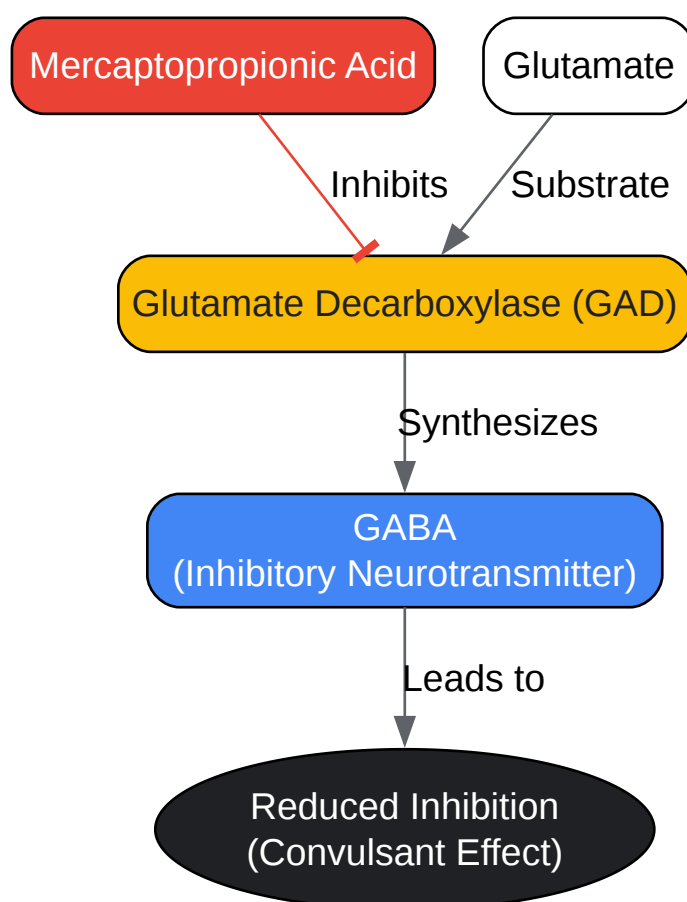 Mercaptopropionic Acid
Glutamate
Inhibits
Substrate
Glutamate Decarboxylase (GAD)
Synthesizes
GABA
(Inhibitory Neurotransmitter)
Leads to
Reduced Inhibition
(Convulsant Effect)